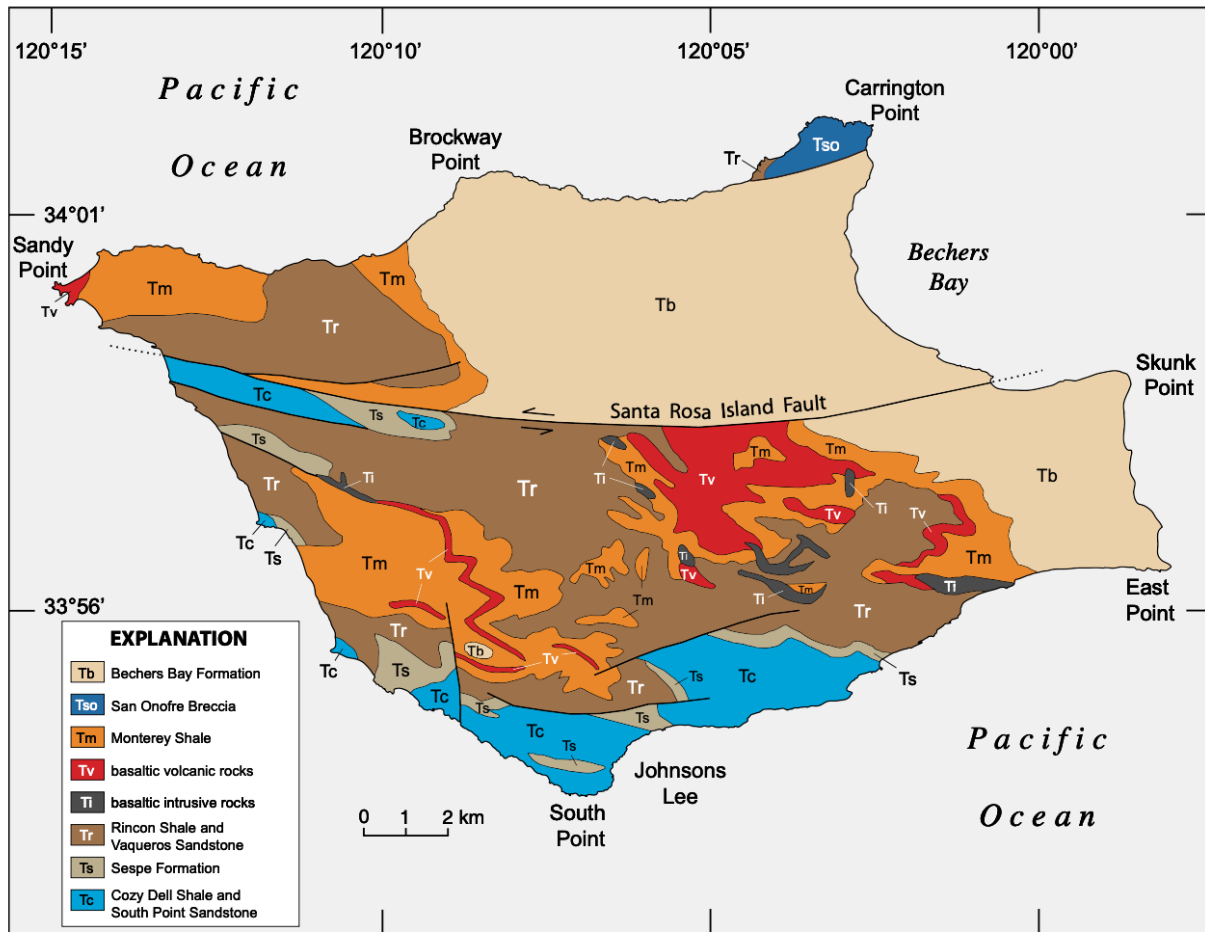 120°15’
120°10’
120°05’
120°00’
Pacific
Ocean
Carrington
Point
Brockway
Point
Tso
Tr
34°01’
Sandy
Point
Bechers
Bay
Tm
Tm
Tb
Tv
Tr
Skunk
Point
Tc
Ts
Tc
Santa Rosa Island Fault
Ts
Tm
Tm
Tm
Tr
Ti
Ti
Tr
Tv
Ti
Tb
Tv
Tv
Tc
Ts
Tm
Tv
Tm
Tm
Ti
Tv
Tm
Ti
Tm
Ti
Tm
East
Point
33°56’
Tr
Tr
Tc
Ts
Tb
Tv
Tr
Ts
Tc
Ts
Tc
Ts
Tc
Ts
Ts
EXPLANATION
Tb Bechers Bay Formation
Tso San Onofre Breccia
Tm Monterey Shale
Tv basaltic volcanic rocks
Ti basaltic intrusive rocks
Tr Rincon Shale and
Vaqueros Sandstone
Ts Sespe Formation
Tc Cozy Dell Shale and
South Point Sandstone
Johnsons
Lee
South
Point
0 1 2 km
Pacific
Ocean